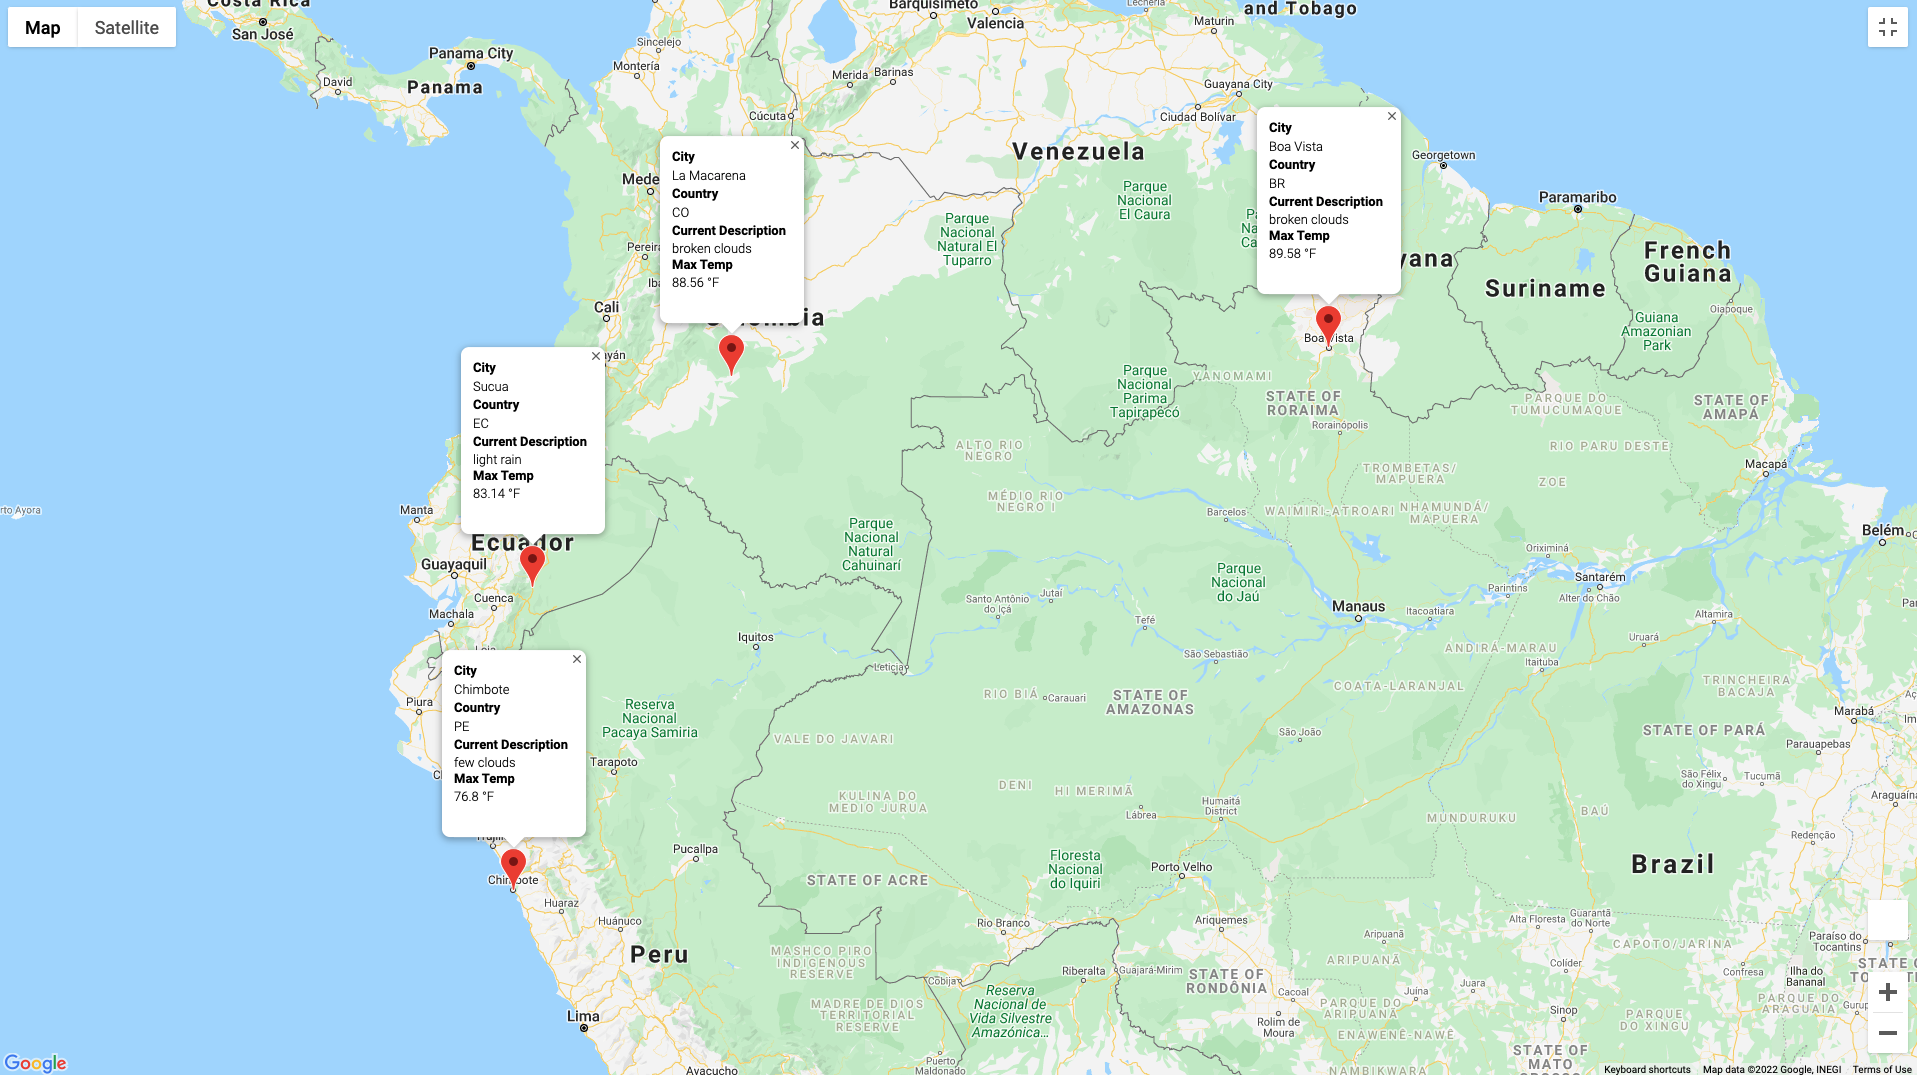 Map
Satellite
Costa Rica
San José
David
Panama City
Panama
Sincelejo
Montería
Barquisimeto
Valencia
Lechería
Maturin
and Tobago
Merida
Barinas
Cúcuta
Guayana City
Ciudad Bolívar
Venezuela
Georgetown
Paramaribo
Suriname
French
Guiana
Oiapoque
Guiana
Amazonian
Park
Parque
Nacional
El Caura
Parque
Nacional
Natural El
Tuparro
City
La Macarena
Country
CO
Current Description
broken clouds
Max Temp
88.56 °F
City
Boa Vista
Country
BR
Current Description
broken clouds
Max Temp
89.58 °F
Cali
Boa Vista
STATE OF
RORAIMA
Rorainópolis
YANOMAMI
Parque
Nacional
Parima
Tapirapecó
PARQUE DO
TUMUCUMAQUE
STATE OF
AMAPÁ
RIO PARU DESTE
Macapá
TROMBETAS/
MAPUERA
ZOE
ALTO RIO
NEGRO
MÉDIO RIO
NEGRO I
Barcelos
WAIMIRI-ATROARI
NHAMUNDÁ/
MAPUERA
City
Sucua
Country
EC
Current Description
light rain
Max Temp
83.14 °F
Manta
Ecuador
Guayaquil
Cuenca
Machala
Parque
Nacional
Natural
Cahuinarí
Belém
Oriximiná
Santarém
Alter do Chão
Parintins
Itacoatiara
Manaus
Parque
Nacional
do Jaú
Santo Antônio
do Içá
Jutaí
Tefé
São Sebastião
Altamira
Uruará
ANDIRÁ-MARAU
Itaituba
COATA-LARANJAL
TRINCHEIRA
BACAJA
Marabá
STATE OF PARÁ
Parauapebas
Iquitos
Leticia
RIO BIÁ
Carauari
STATE OF
AMAZONAS
São João
City
Chimbote
Country
PE
Current Description
few clouds
Max Temp
76.8 °F
Piura
Reserva
Nacional
Pacaya Samiria
Tarapoto
VALE DO JAVARI
KULINA DO
MEDIO JURUA
DENI
HI MERIMÃ
Lábrea
Humaitá
District
São Félix
do Xingu
Tucumã
Araguaína
BAÚ
MUNDURUKU
Redenção
Brazil
Chimbote
Huaraz
Huánuco
Pucallpa
STATE OF ACRE
Floresta
Nacional
do Iquiri
Porto Velho
Rio Branco
Ariquemes
Aripuanã
Alta Floresta
Guarantã
do Norte
CAPOTO/JARINA
Paraíso do
Tocantins
Peru
MASHCO PIRO
INDIGENOUS
RESERVE
Cobija
Riberalta
Guajará-Mirim
STATE OF
RONDÔNIA
ARIPUANÃ
Colíder
Confresa
Ilha do
Bananal
Cacoal
Juína
Juara
PARQUE DO
ARIPUANÃ
Sinop
PARQUE
DO XINGU
PARQUE DO
ARAGUAIA
Lima
MADRE DE DIOS
TERRITORIAL
RESERVE
Reserva
Nacional de
Vida Silvestre
Amazónica...
Rolim de
Moura
ENAWENÊ-NAWÊ
STATE OF
MATO
NAMBIKWARA
Puerto
Maldonado
Ayacucho
Google
Keyboard shortcuts
Map data ©2022 Google, INEGI
Terms of Use